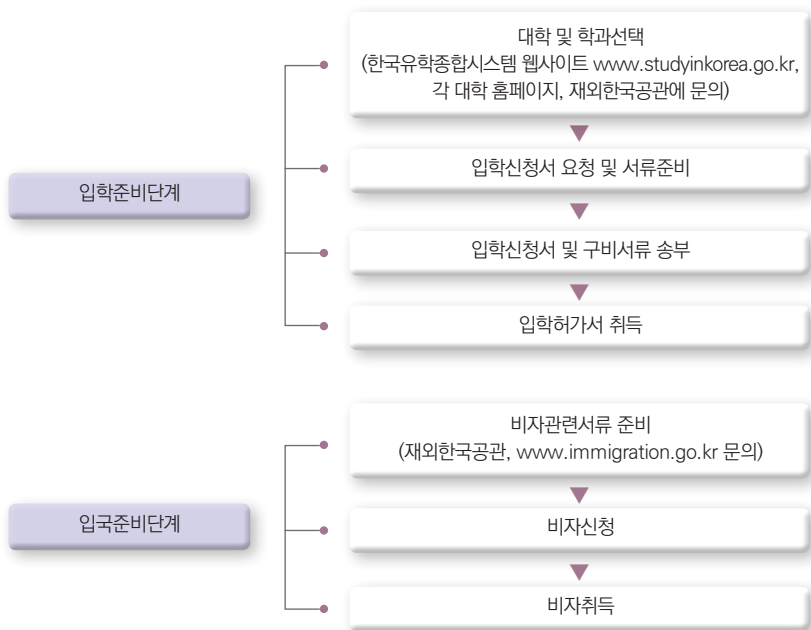 대학 및 학과선택
(한국유학종합시스템 웹사이트 www.studyinkorea.go.kr,
각 대학 홈페이지, 재외한국공관에 문의)
입학준비단계
입학신청서 요청 및 서류준비
입학신청서 및 구비서류 송부
입학허가서 취득
비자관련서류 준비
(재외한국공관, www.immigration.go.kr 문의)
입국준비단계
비자신청
비자취득